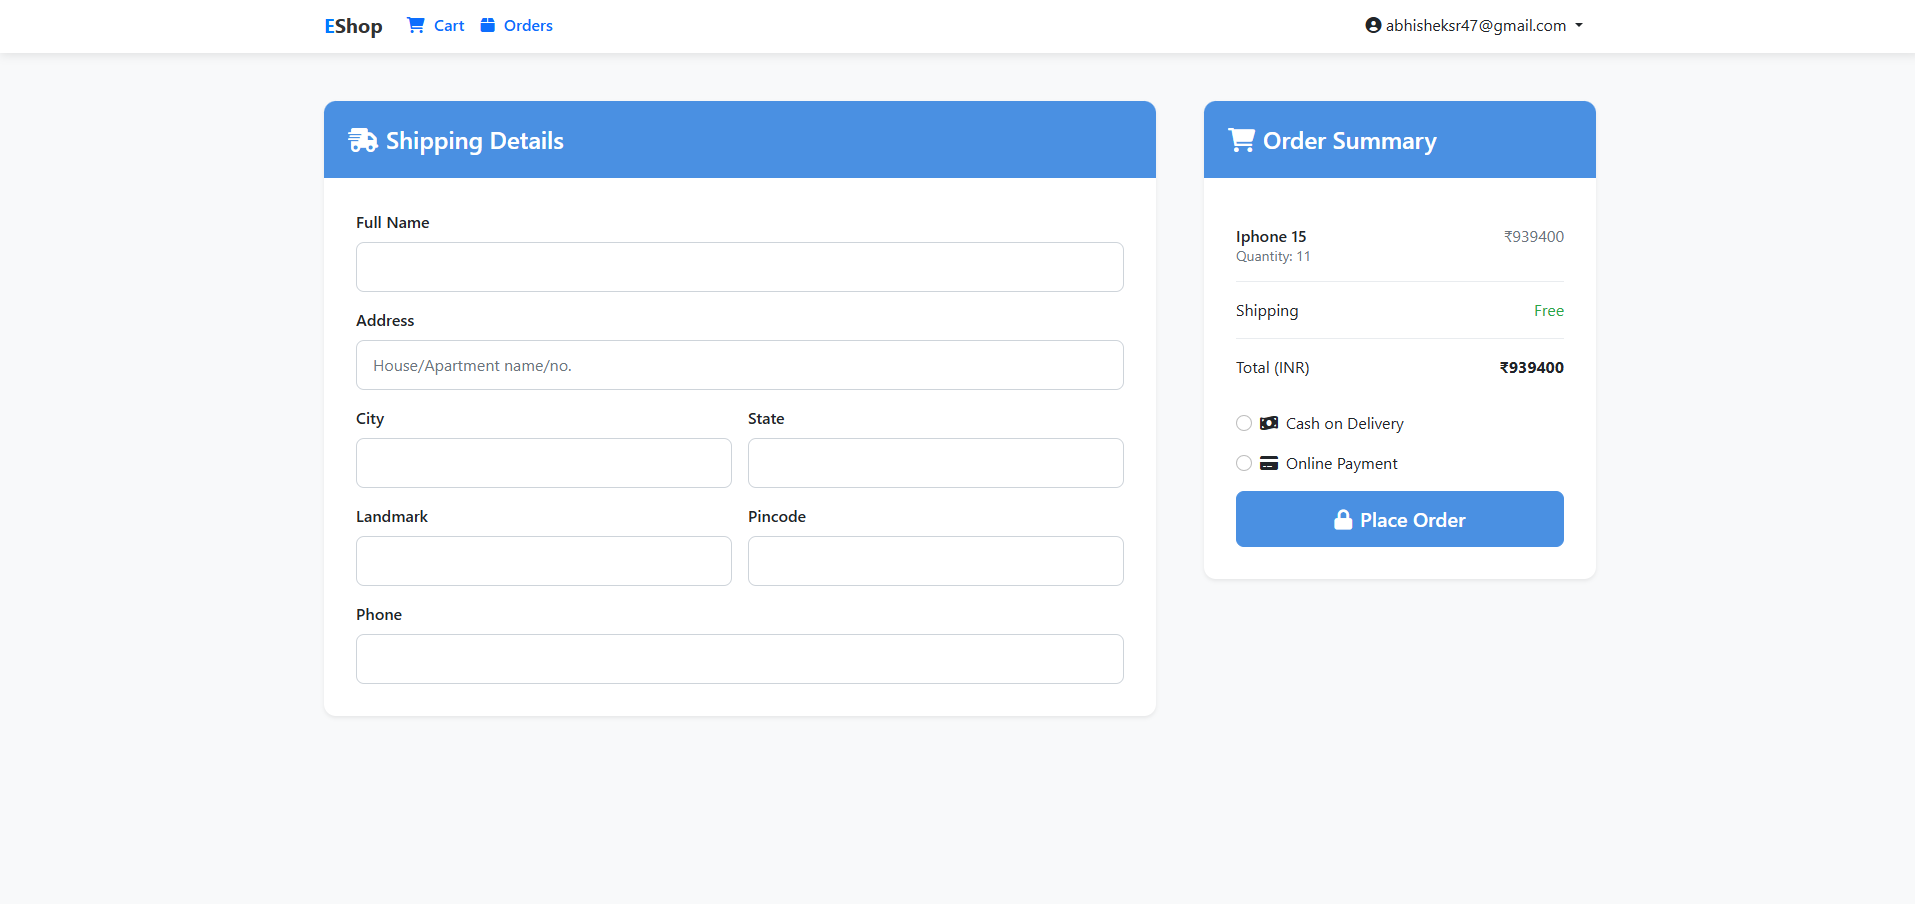 EShop Cart Orders abhisheksr47@gmail.com
Shipping Details
Full Name
Address
House/Apartment name/no.
City State
Landmark Pincode
Phone
Order Summary
Iphone 15 ₹939400
Quantity: 11
Shipping Free
Total (INR) ₹939400
Cash on Delivery
Online Payment
Place Order